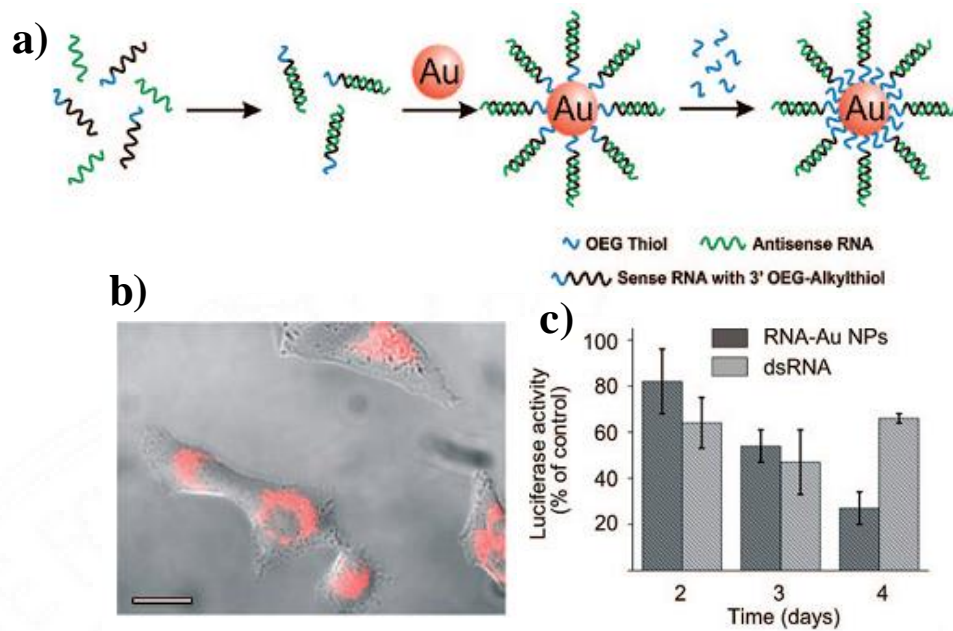 a)
Au
Au
Au
OEG Thiol
Antisense RNA
Sense RNA with 3' OEG-Alkylthiol
b)
c)
RNA-Au NPs
dsRNA
Luciferase activity
(% of control)
100
80
60
40
20
2 3 4
Time (days)